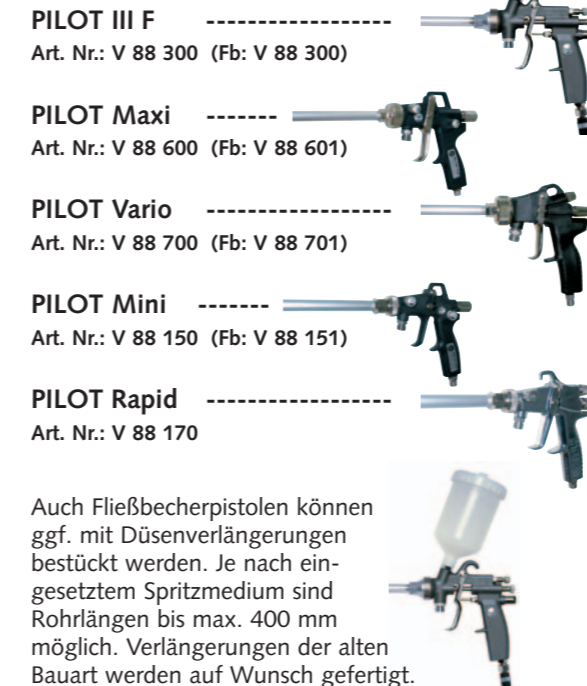 PILOT III F ------------------
Art. Nr.: V 88 300 (Fb: V 88 300)
PILOT Maxi -------
Art. Nr.: V 88 600 (Fb: V 88 601)
PILOT Vario ------------------
Art. Nr.: V 88 700 (Fb: V 88 701)
PILOT Mini -------
Art. Nr.: V 88 150 (Fb: V 88 151)
PILOT Rapid ------------------
Art. Nr.: V 88 170
Auch Fließbecherpistolen können
ggf. mit Düsenverlängerungen
bestückt werden. Je nach ein-
gesetztem Spritzmedium sind
Rohrlängen bis max. 400 mm
möglich. Verlängerungen der alten
Bauart werden auf Wunsch gefertigt.